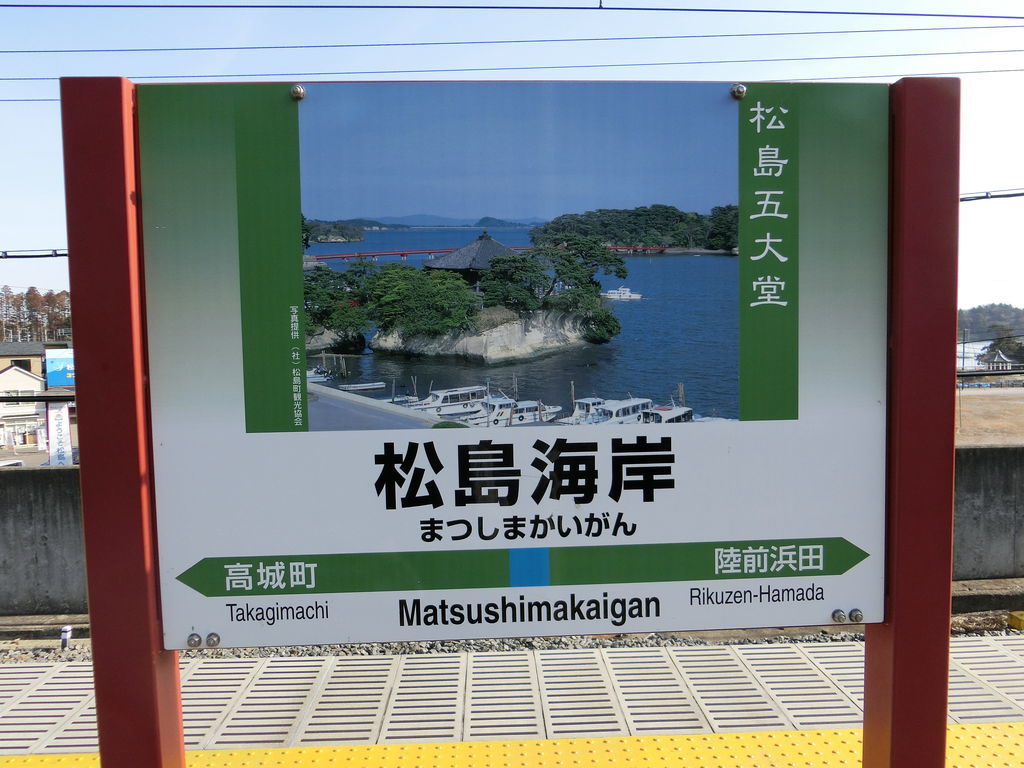 松島五大堂
写真提供 (社)松島町観光協会
松島海岸
まつしまかいがん
高城町
陸前浜田
Takagimachi
Matsushimakaigan
Rikuzen-Hamada